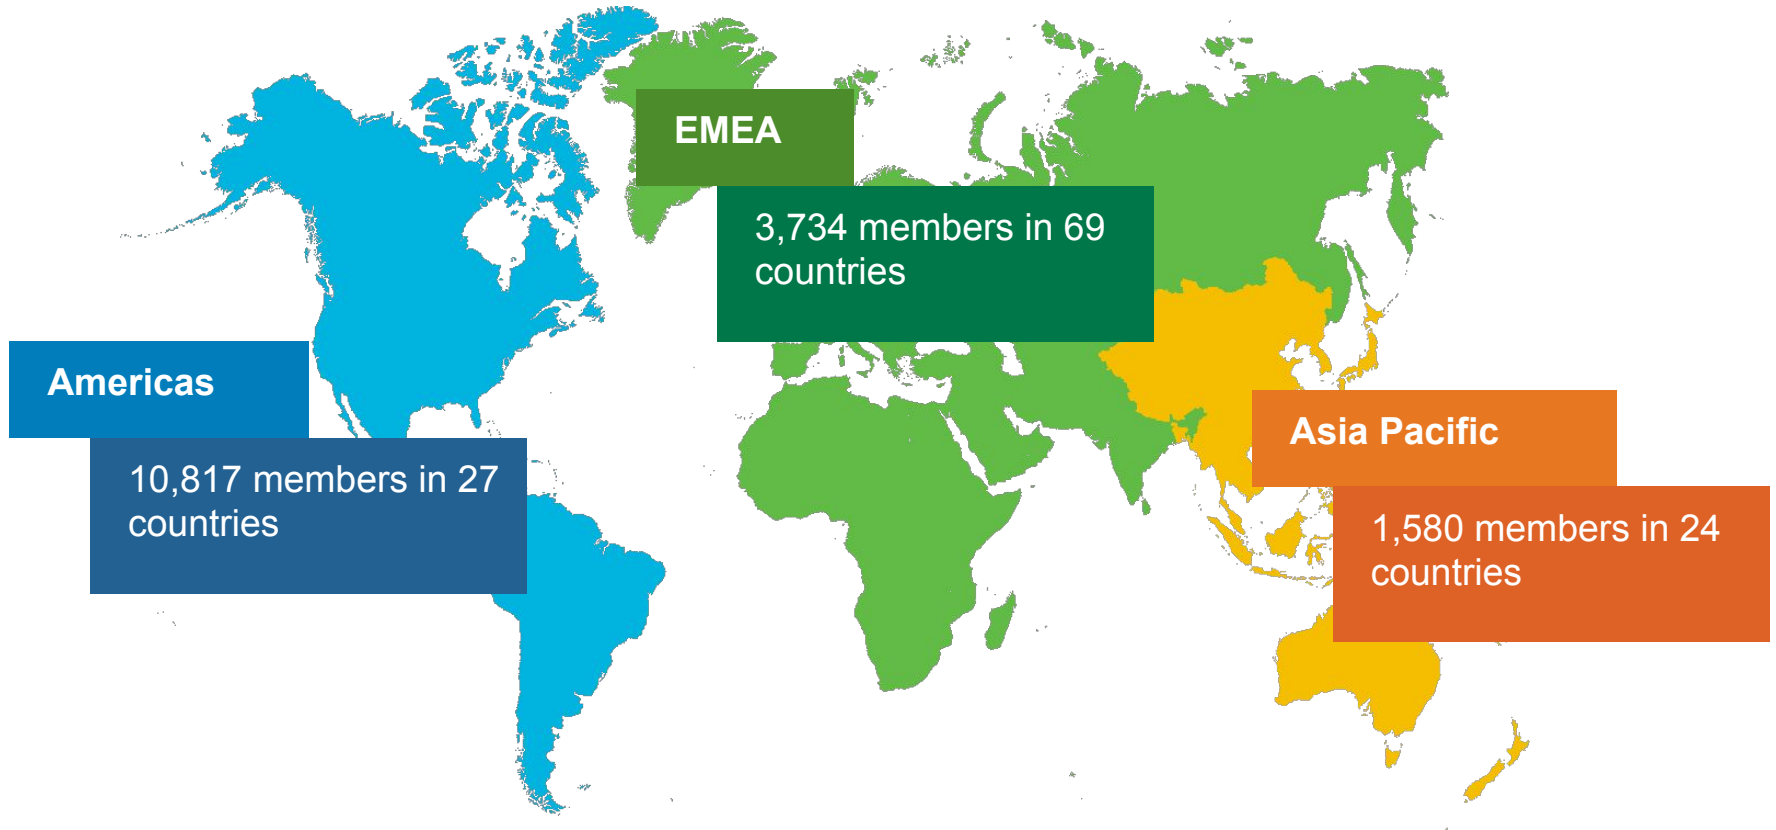 EMEA
3,734 members in 69
countries
Americas
10,817 members in 27
countries
Asia Pacific
1,580 members in 24
countries